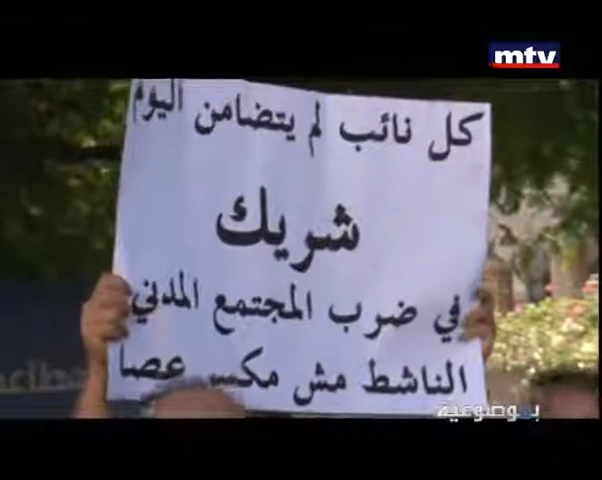 mtv
كل نائب لم يتضامن اليوم
شريك
في ضرب المجتمع المدني
الناشط مش مكسر عصا
بموضوعية